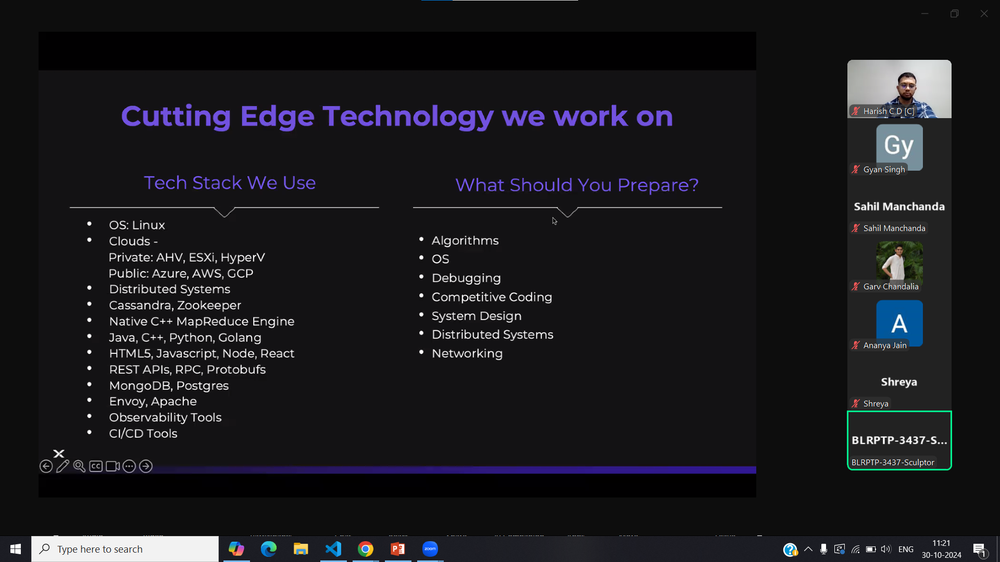 Cutting Edge Technology we work on
Tech Stack We Use
OS: Linux
Clouds -
Private: AHV, ESXi, HyperV
Public: Azure, AWS, GCP
Distributed Systems
Cassandra, Zookeeper
Native C++ MapReduce Engine
Java, C++, Python, Golang
HTML5, Javascript, Node, React
REST APIs, RPC, Protobufs
MongoDB, Postgres
Envoy, Apache
Observability Tools
CI/CD Tools
What Should You Prepare?
Algorithms
OS
Debugging
Competitive Coding
System Design
Distributed Systems
Networking
CC
Harish C D [C]
Gy
Gyan Singh
Sahil Manchanda
Sahil Manchanda
Garv Chandalia
A
Ananya Jain
Shreya
Shreya
BLRPTP-3437-S...
BLRPTP-3437-Sculptor
Type here to search
zoom
ENG
11:21
30-10-2024
1